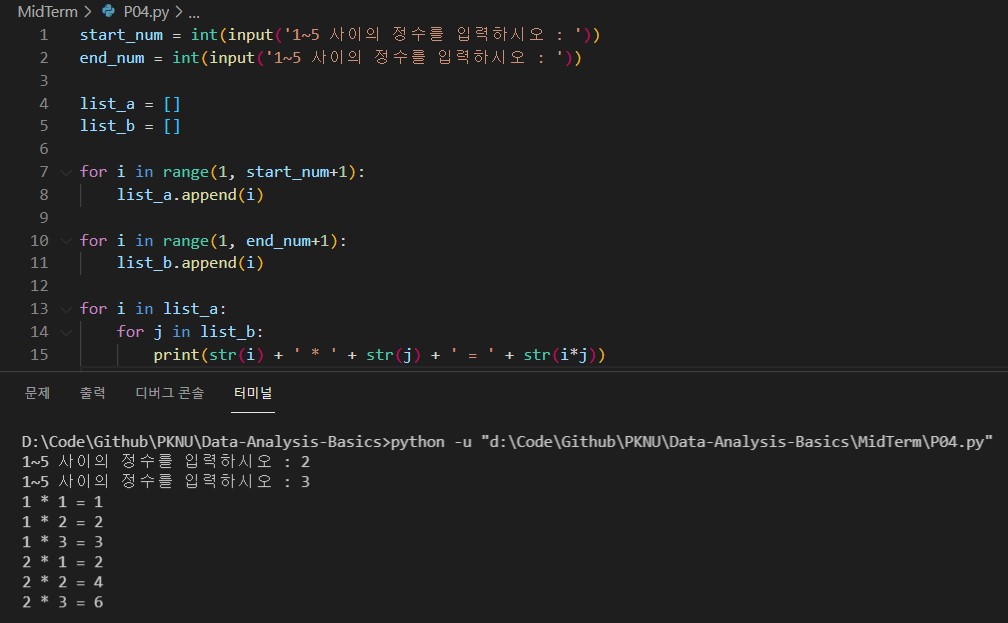 MidTerm > P04.py > ...
1 start_num = int(input('1~5 사이의 정수를 입력하시오 : '))
2 end_num = int(input('1~5 사이의 정수를 입력하시오 : '))
3
4 list_a = []
5 list_b = []
6
7 for i in range(1, start_num+1):
8     list_a.append(i)
9
10 for i in range(1, end_num+1):
11     list_b.append(i)
12
13 for i in list_a:
14     for j in list_b:
15         print(str(i) + ' * ' + str(j) + ' = ' + str(i*j))
문제 출력 디버그 콘솔 터미널
D:\Code\Github\PKNU\Data-Analysis-Basics>python -u "d:\Code\Github\PKNU\Data-Analysis-Basics\MidTerm\P04.py"
1~5 사이의 정수를 입력하시오 : 2
1~5 사이의 정수를 입력하시오 : 3
1 * 1 = 1
1 * 2 = 2
1 * 3 = 3
2 * 1 = 2
2 * 2 = 4
2 * 3 = 6